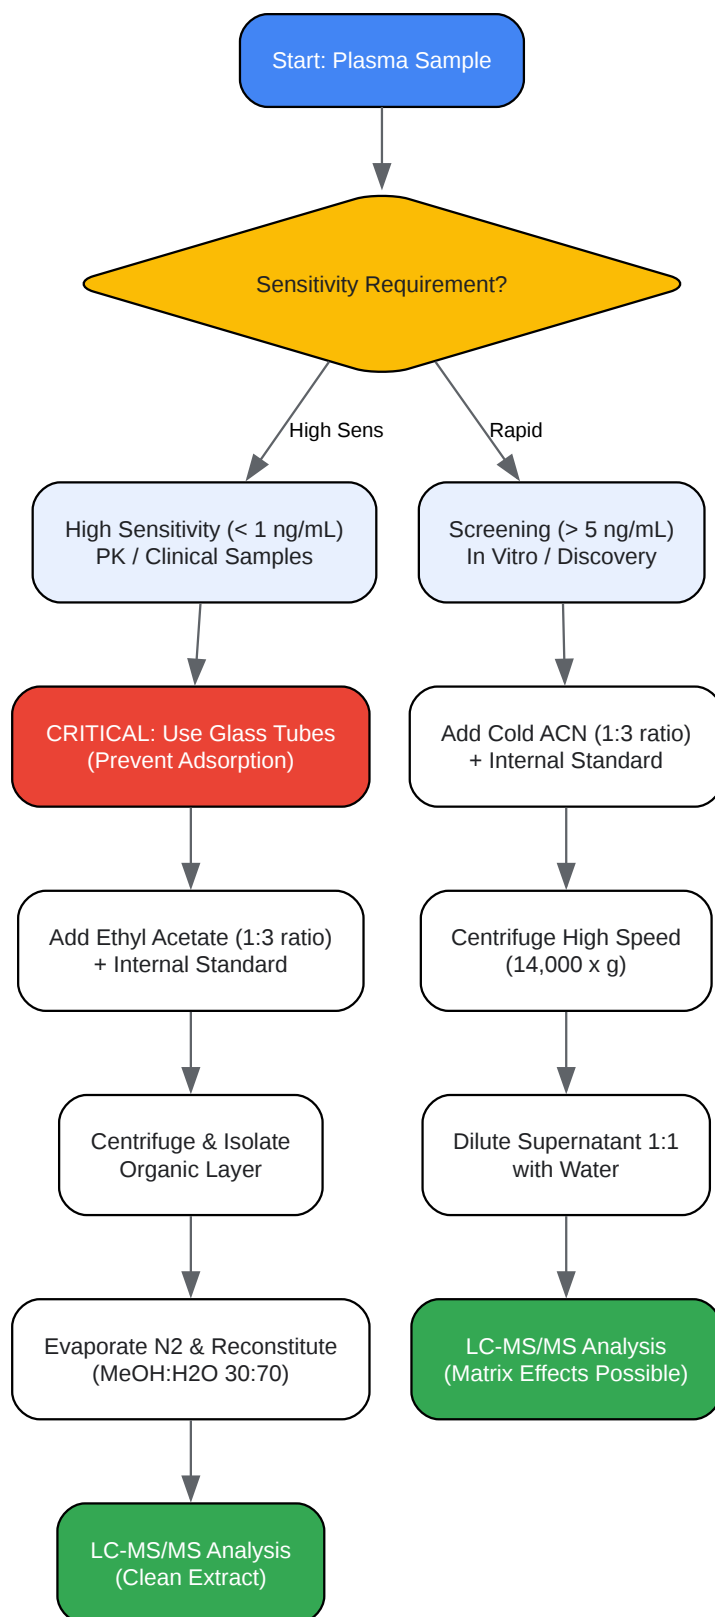 Start: Plasma Sample
Sensitivity Requirement?
High Sens
Rapid
High Sensitivity (< 1 ng/mL)
PK / Clinical Samples
Screening (> 5 ng/mL)
In Vitro / Discovery
CRITICAL: Use Glass Tubes
(Prevent Adsorption)
Add Cold ACN (1:3 ratio)
+ Internal Standard
Add Ethyl Acetate (1:3 ratio)
+ Internal Standard
Centrifuge High Speed
(14,000 x g)
Centrifuge & Isolate
Organic Layer
Dilute Supernatant 1:1
with Water
Evaporate N2 & Reconstitute
(MeOH:H2O 30:70)
LC-MS/MS Analysis
(Matrix Effects Possible)
LC-MS/MS Analysis
(Clean Extract)